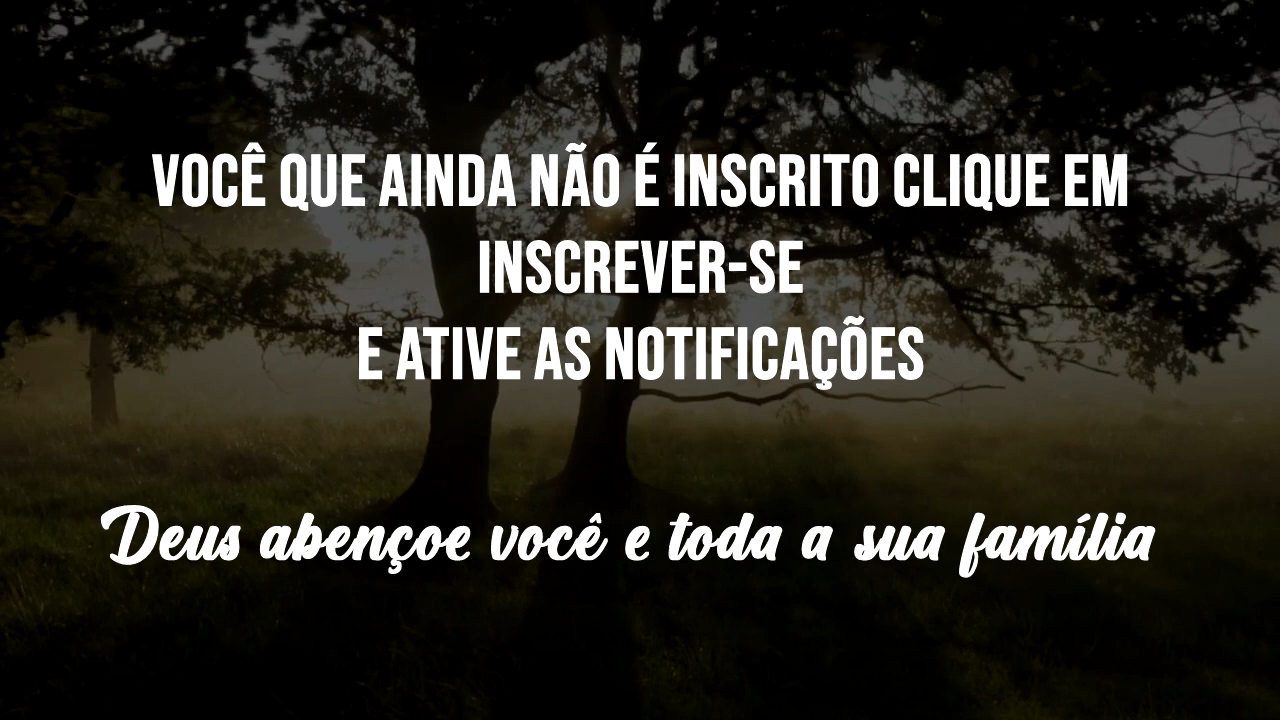 VOCÊ QUE AINDA NÃO É INSCRITO CLIQUE EM
INSCREVER-SE
E ATIVE AS NOTIFICAÇÕES
Deus abençoe você e toda a sua família